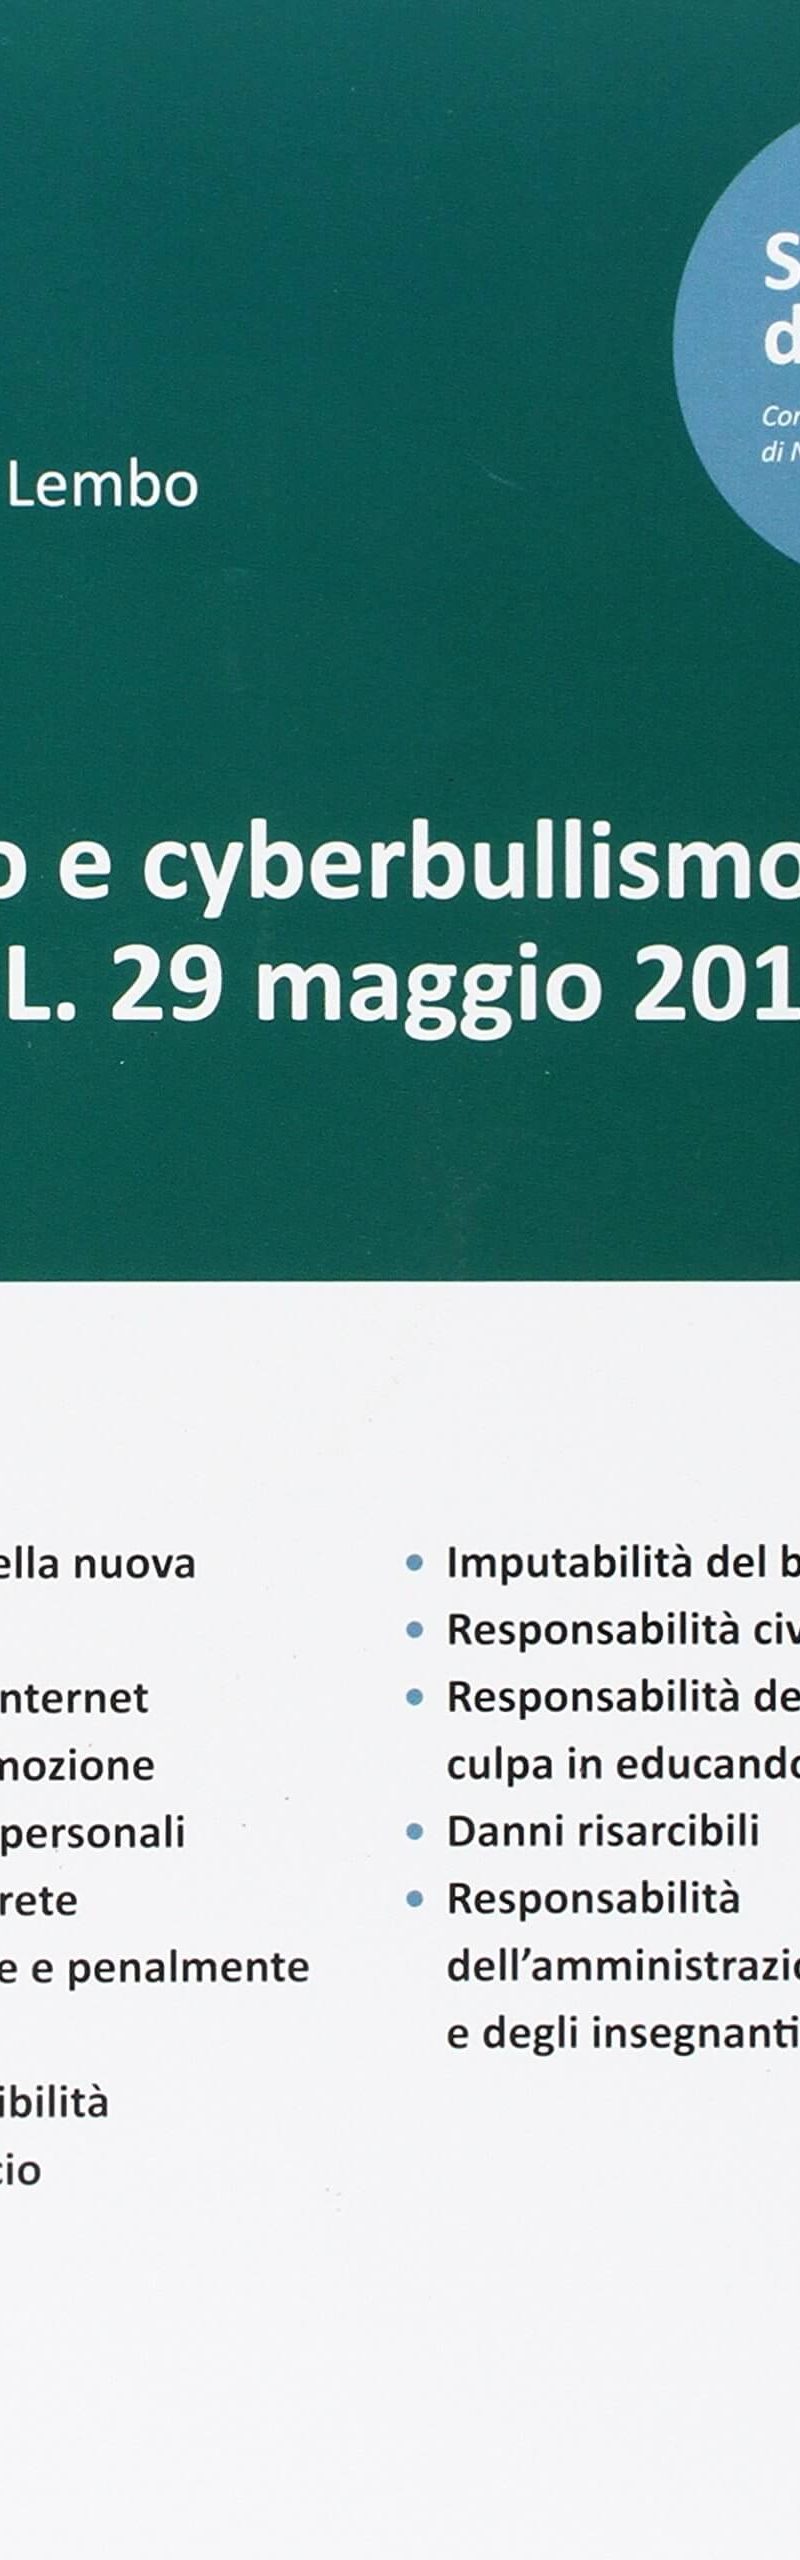 Lembo
o e cyberbullismo
L. 29 maggio 201
ella nuova
nternet
mozione
personali
rete
e e penalmente
ibilità
cio
• Imputabilità del b
• Responsabilità civ
• Responsabilità de
culpa in educando
• Danni risarcibili
• Responsabilità
dell'amministrazio
e degli insegnanti
S
d
Con
di N